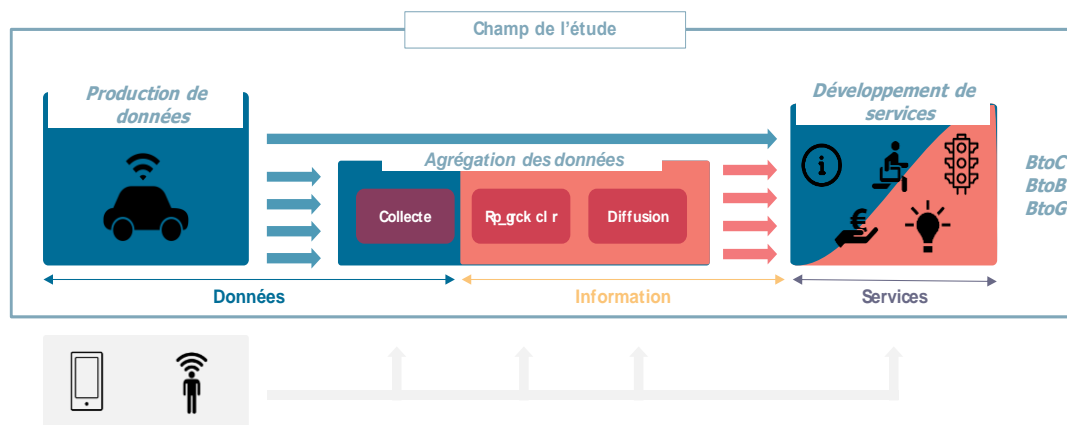 Champ de l'étude
Production de
données
Développement de
services
Agrégation des données
Collecte
Rp_grck cl r
Diffusion
BtoC
BtoB
BtoG
Données
Information
Services